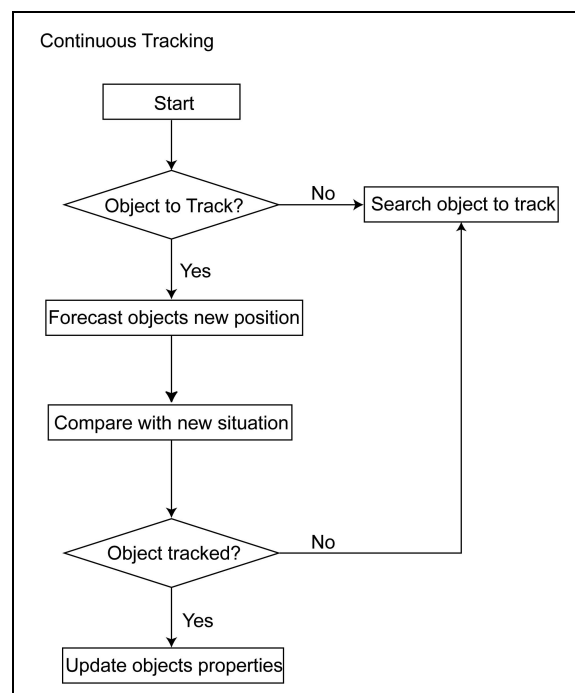 Continuous Tracking
Start
Object to Track?
No
Search object to track
Yes
Forecast objects new position
Compare with new situation
Object tracked?
No
Yes
Update objects properties